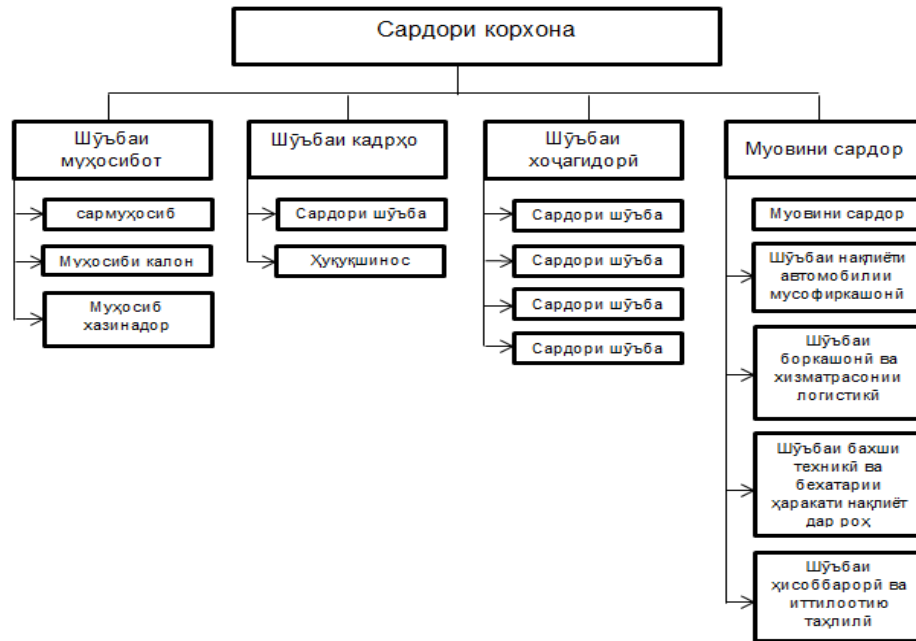 Сардори корхона
Шӯъбаи
муҳосибот
Шӯъбаи кадрҳо
Шӯъбаи
хоҷагидорӣ
Муовини сардор
сармуҳосиб
Муҳосиби калон
Муҳосиб
хазинадор
Сардори шӯъба
Ҳуқуқшинос
Сардори шӯъба
Сардори шӯъба
Сардори шӯъба
Сардори шӯъба
Муовини сардор
Шӯъбаи нақлиёти
автомобилии
мусофиркашонӣ
Шӯъбаи
боркашонӣ ва
хизматрасонии
логистикӣ
Шӯъбаи бахши
техникӣ ва
бехатарии
ҳаракати нақлиёт
дар роҳ
Шӯъбаи
ҳисоббарорӣ ва
иттилоотию
таҳлилӣ